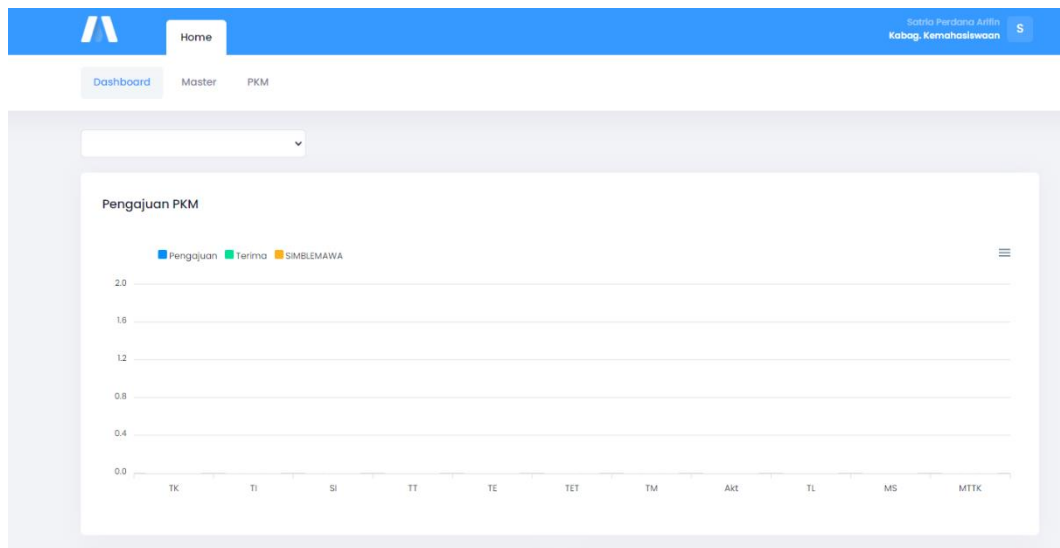 Home
Satria Perdana Arifin
Kabag. Kemahasiswaan
S
Dashboard Master PKM
Pengajuan PKM
Pengajuan Terima SIMBLEMAWA
2.0
1.6
1.2
0.8
0.4
0.0
TK TI SI TT TE TET TM Akt TL MS MTTK